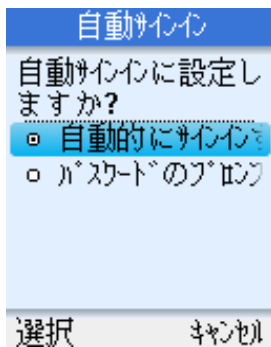 自動ｻｲﾝｲﾝ
自動ｻｲﾝｲﾝに設定し
ますか?
自動的にｻｲﾝｲﾝす
ﾊﾟｽﾜｰﾄﾞのﾌﾟﾛﾝﾌ
選択 ｷｬﾝｾﾙ